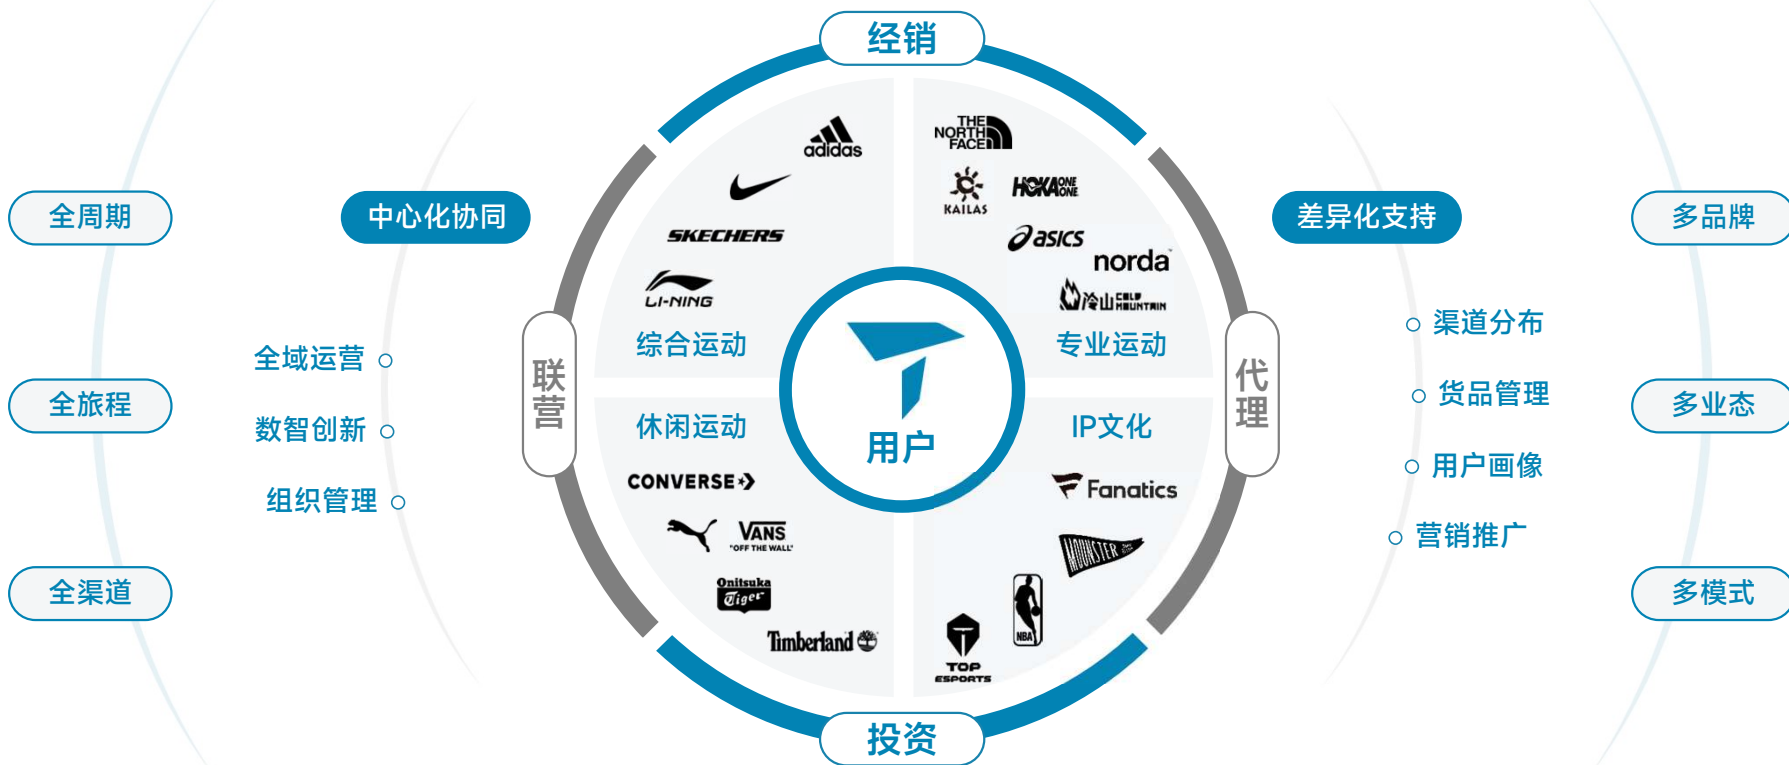 经销
全周期
全旅程
全渠道
中心化协同
全域运营
数智创新
组织管理
联营
adidas
SKECHERS
LI-NING
综合运动
THE
NORTH
FACE
KAILAS
HOKA ONE ONE
asics
norda
冷山 COLD MOUNTAIN
专业运动
用户
休闲运动
CONVERSE
VANS
"OFF THE WALL"
Onitsuka
Tiger
Timberland
IP文化
Fanatics
MOUNSTER
NBA
TOP
ESPORTS
代理
差异化支持
渠道分布
货品管理
用户画像
营销推广
多品牌
多业态
多模式
投资